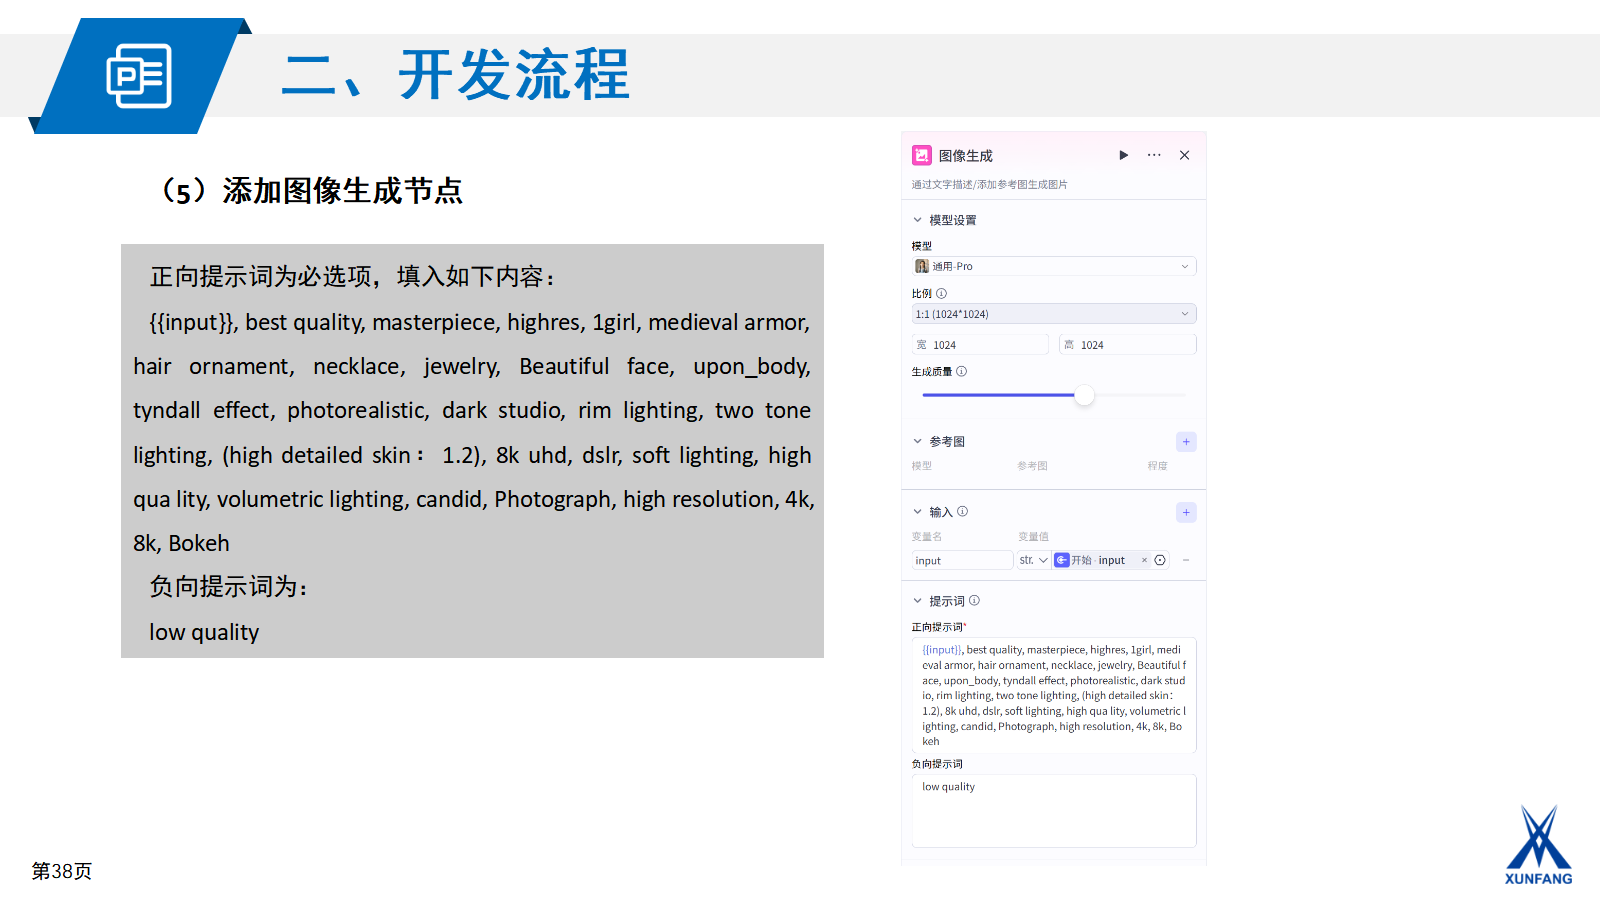 二、开发流程
（5）添加图像生成节点
正向提示词为必选项，填入如下内容：
{{input}}, best quality, masterpiece, highres, 1girl, medieval armor,
hair ornament, necklace, jewelry, Beautiful face, upon_body,
tyndall effect, photorealistic, dark studio, rim lighting, two tone
lighting, (high detailed skin： 1.2), 8k uhd, dslr, soft lighting, high
qua lity, volumetric lighting, candid, Photograph, high resolution, 4k,
8k, Bokeh
负向提示词为：
low quality
图像生成
通过文字描述/添加参考图生成图片
模型设置
模型
通用-Pro
比例
1:1 (1024*1024)
宽 1024 高 1024
生成质量
参考图
模型 参考图 程度
输入
变量名 变量值
input str. 开始 · input
提示词
正向提示词*
{{input}}, best quality, masterpiece, highres, 1girl, medi
eval armor, hair ornament, necklace, jewelry, Beautiful f
ace, upon_body, tyndall effect, photorealistic, dark stud
io, rim lighting, two tone lighting, (high detailed skin：
1.2), 8k uhd, dslr, soft lighting, high qua lity, volumetric l
ighting, candid, Photograph, high resolution, 4k, 8k, Bo
keh
负向提示词
low quality
第38页
XUNFANG